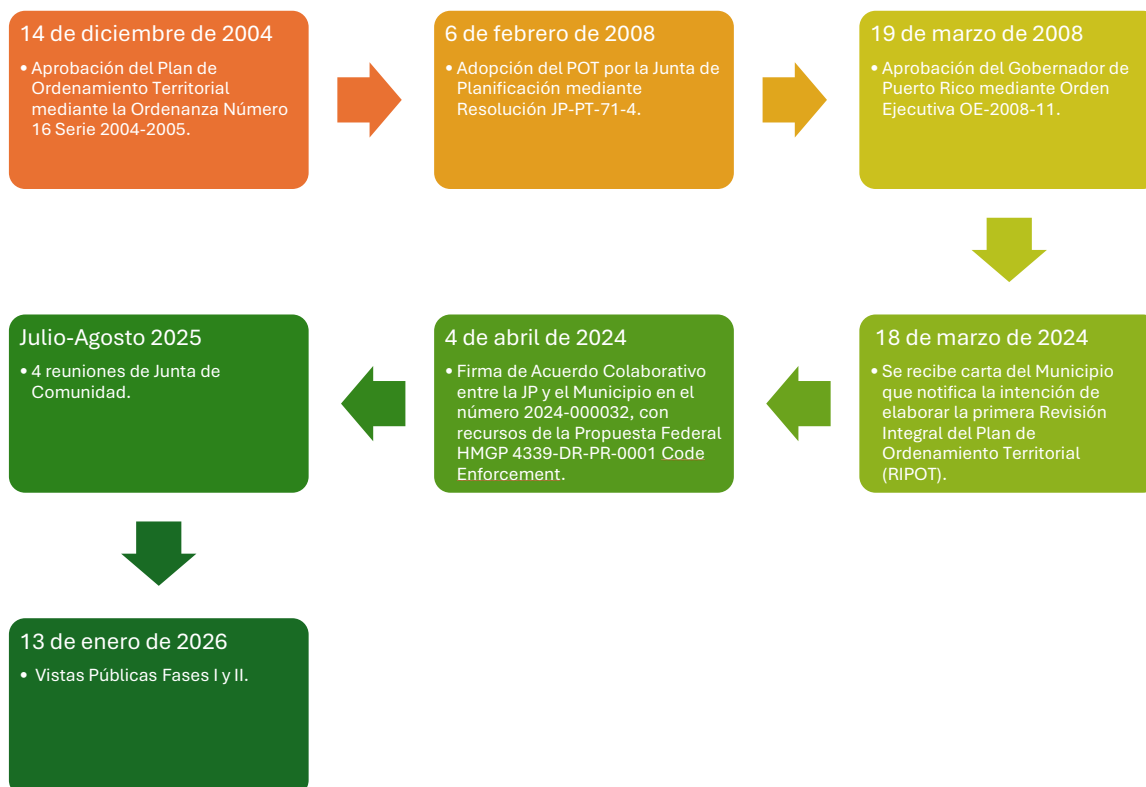 14 de diciembre de 2004
• Aprobación del Plan de
Ordenamiento Territorial
mediante la Ordenanza Número
16 Serie 2004-2005.
6 de febrero de 2008
• Adopción del POT por la Junta de
Planificación mediante
Resolución JP-PT-71-4.
19 de marzo de 2008
• Aprobación del Gobernador de
Puerto Rico mediante Orden
Ejecutiva OE-2008-11.
18 de marzo de 2024
• Se recibe carta del Municipio
que notifica la intención de
elaborar la primera Revisión
Integral del Plan de
Ordenamiento Territorial
(RIPOT).
4 de abril de 2024
• Firma de Acuerdo Colaborativo
entre la JP y el Municipio en el
número 2024-000032, con
recursos de la Propuesta Federal
HMGP 4339-DR-PR-0001 Code
Enforcement.
Julio-Agosto 2025
• 4 reuniones de Junta de
Comunidad.
13 de enero de 2026
• Vistas Públicas Fases I y II.